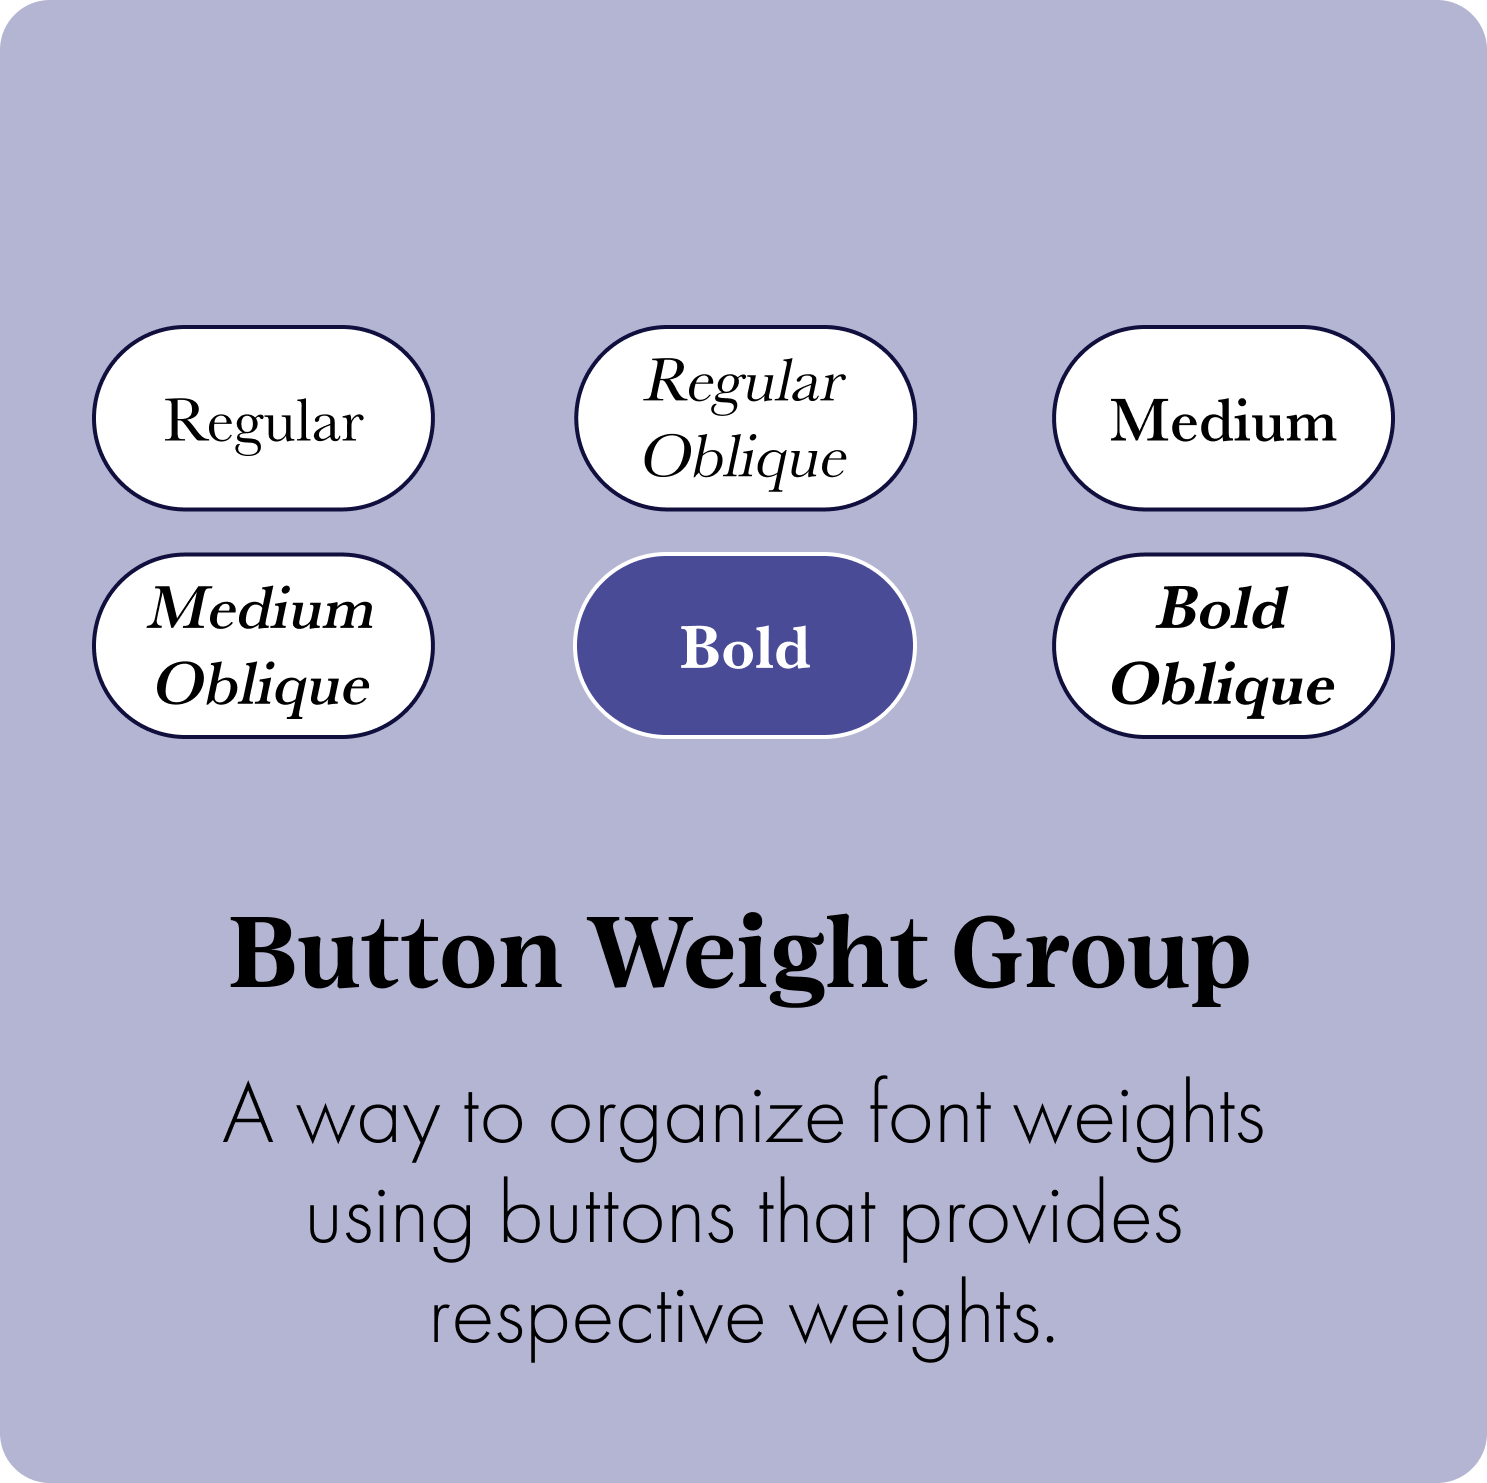 Regular
Regular
Oblique
Medium
Medium
Oblique
Bold
Bold
Oblique
Button Weight Group
A way to organize font weights
using buttons that provides
respective weights.